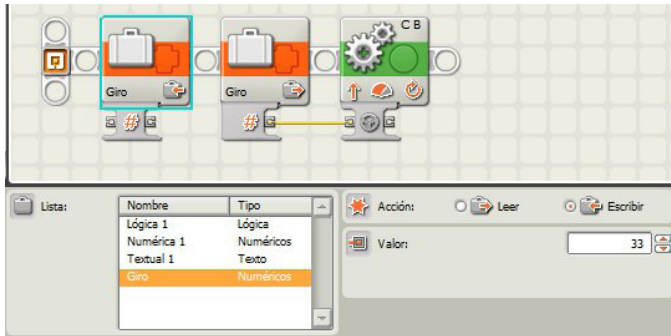 C B
Giro
Giro
#
#
Lista:
Nombre Tipo
Lógica 1 Lógica
Numérica 1 Numéricos
Textual 1 Texto
Giro Numéricos
Acción: Leer Escribir
Valor: 33